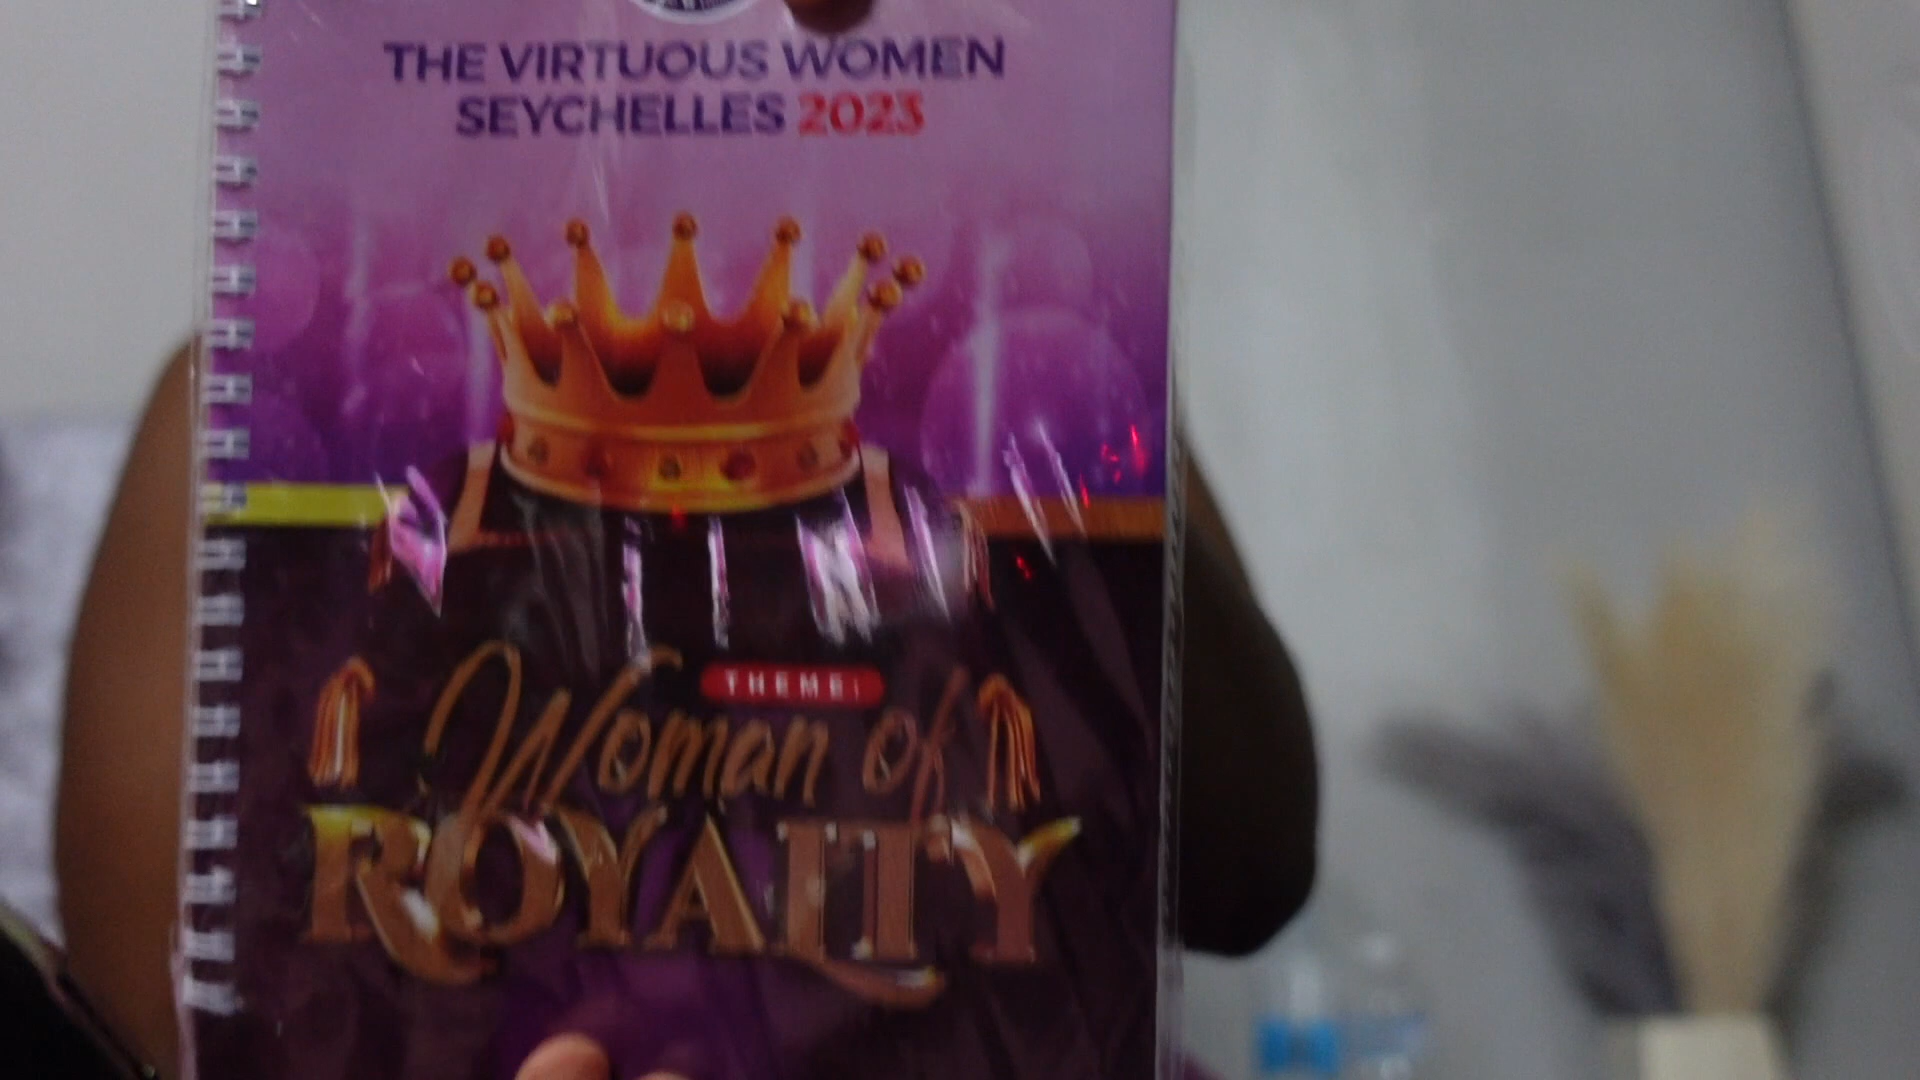 THE VIRTUOUS WOMEN
SEYCHELLES 2023
THEME:
Woman of
ROYALTY